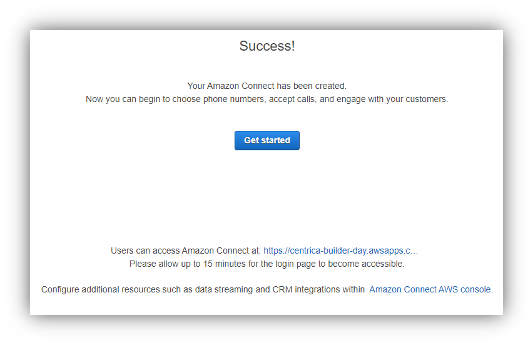 Success!
Your Amazon Connect has been created.
Now you can begin to choose phone numbers, accept calls, and engage with your customers.
Get started
Users can access Amazon Connect at: https://centrica-builder-day.awsapps.c...
Please allow up to 15 minutes for the login page to become accessible.
Configure additional resources such as data streaming and CRM integrations within Amazon Connect AWS console.